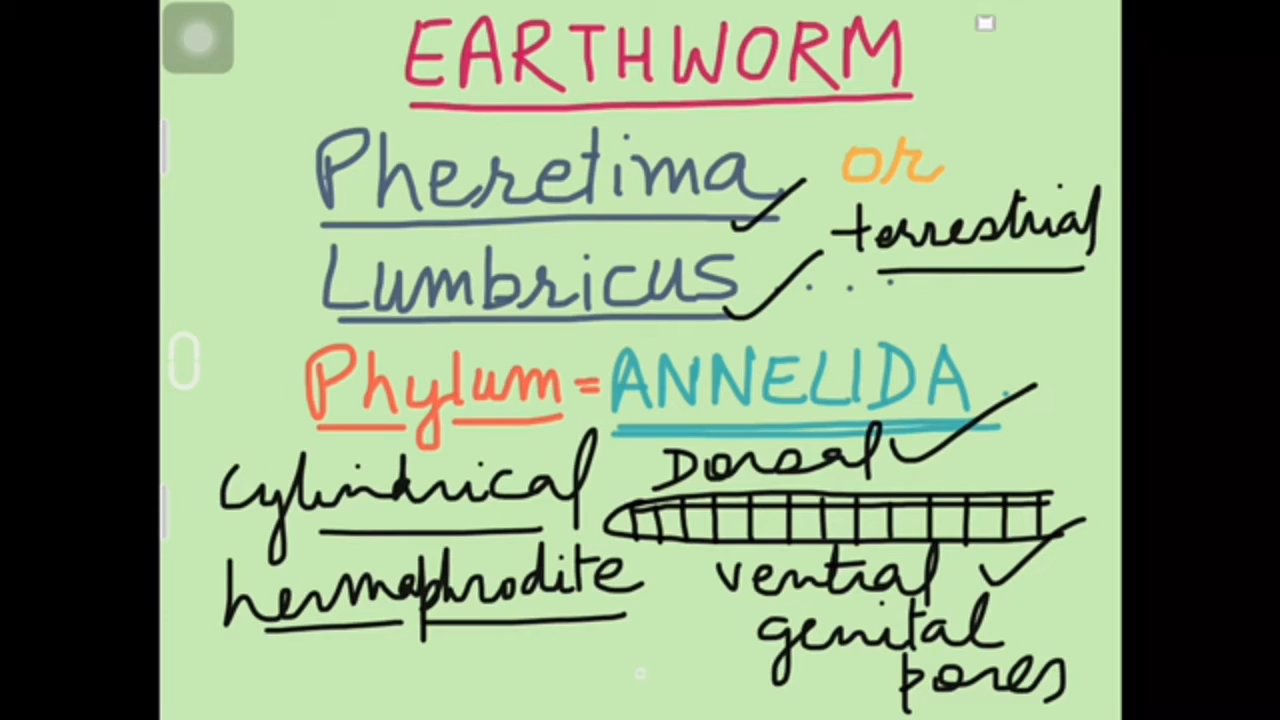 EARTHWORM
Pheretima or
terrestrial
Lumbricus ....
Phylum = ANNELIDA.
Cylindrical Dorsal
hermaphrodite ventral
genital
pores